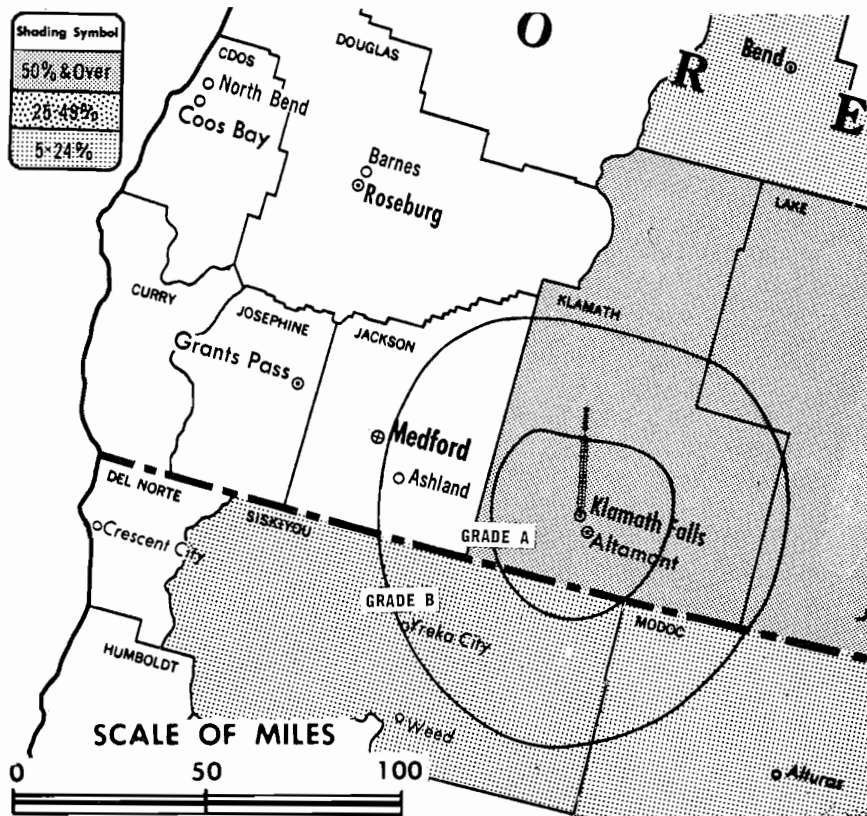 Shading Symbol
50% & Over
25-49%
5-24%
O
R
E
CDOS
North Bend
Coos Bay
DOUGLAS
Barnes
Roseburg
Bend
LAKE
CURRY
JOSEPHINE
JACKSON
KLAMATH
Grants Pass
Medford
Ashland
Klamath Falls
Altamont
GRADE A
DEL NORTE
SISKIYOU
Crescent City
GRADE B
Yreka City
MODOC
HUMBOLDT
Weed
Alturas
SCALE OF MILES
0 50 100